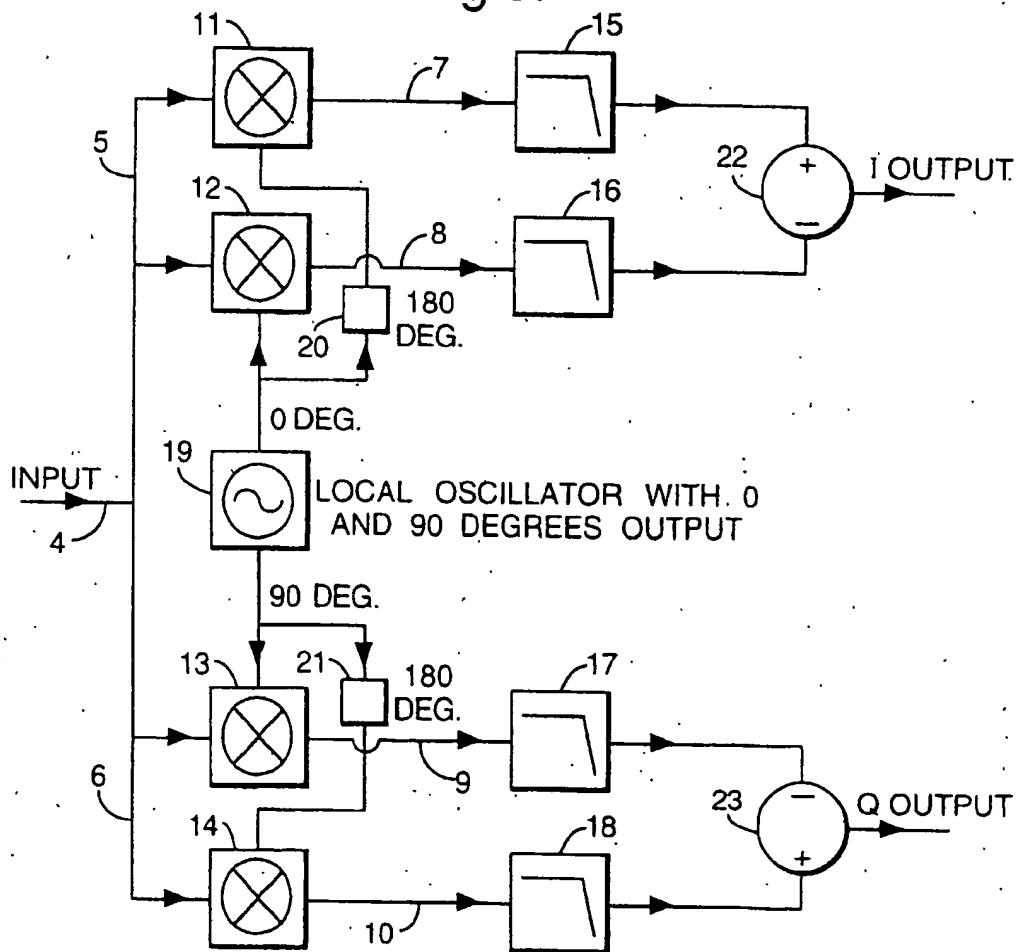 11
15
7
5
12
22
I OUTPUT
16
8
180
DEG.
20
0 DEG.
19
INPUT
LOCAL OSCILLATOR WITH 0
AND 90 DEGREES OUTPUT
4
90 DEG.
13
21
180
DEG.
17
6
9
23
Q OUTPUT
14
18
10